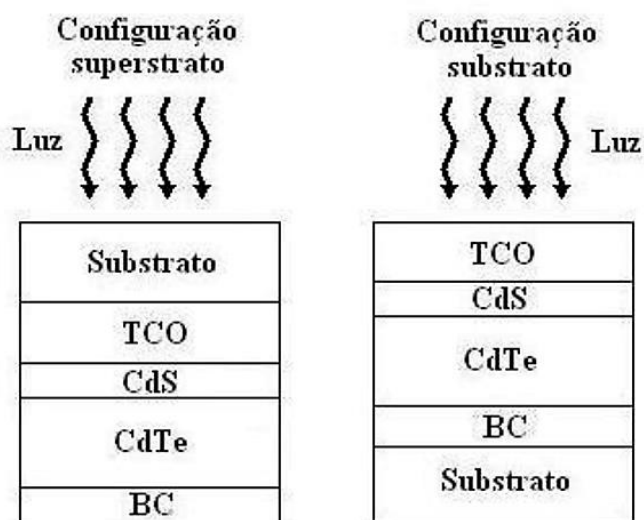 Configuração
superstrato
Luz
Substrato
TCO
CdS
CdTe
BC
Configuração
substrato
Luz
TCO
CdS
CdTe
BC
Substrato